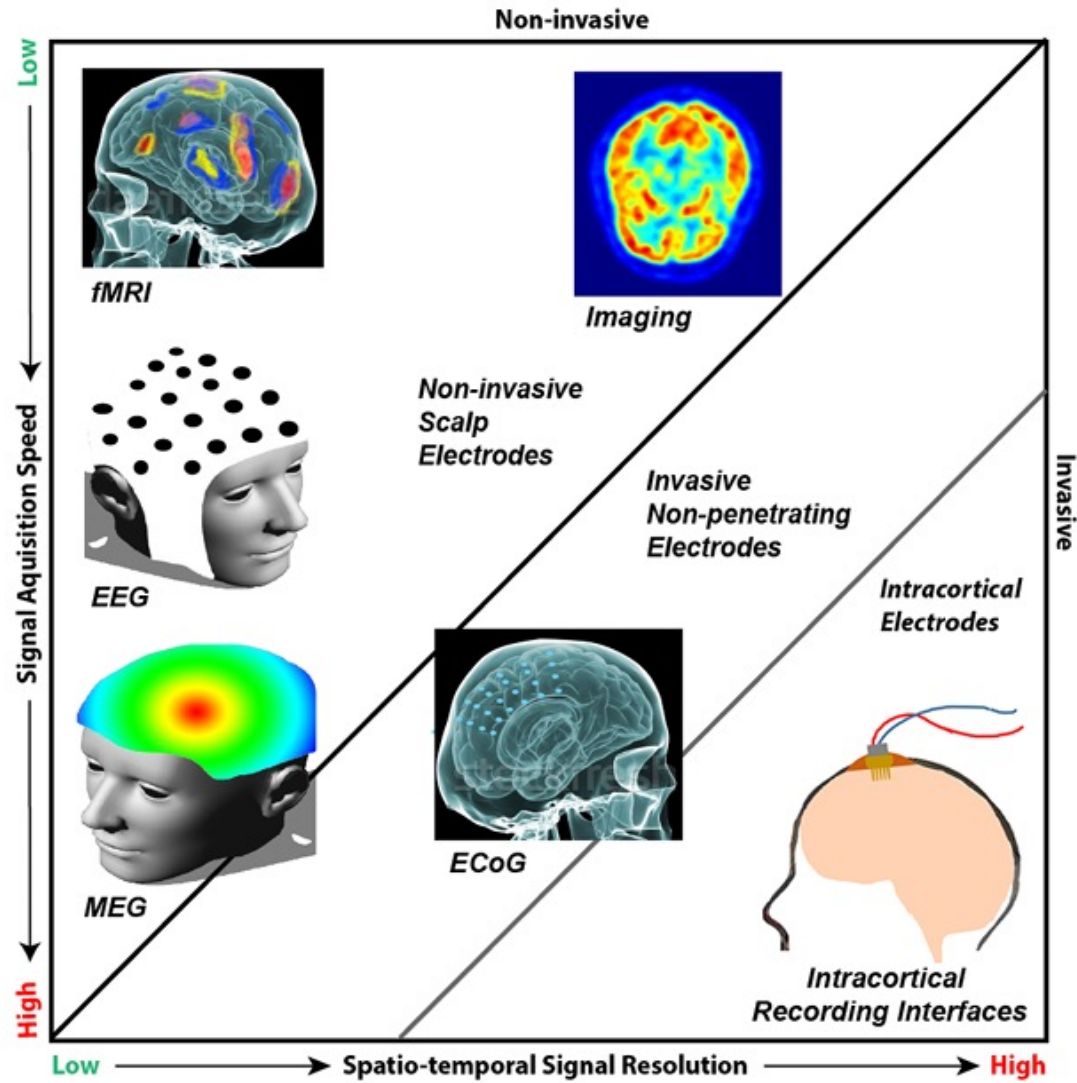 Non-invasive
Low
fMRI
Imaging
Non-invasive
Scalp
Electrodes
Signal Aquisition Speed
EEG
Invasive
Non-penetrating
Electrodes
Invasive
Intracortical
Electrodes
MEG
ECoG
Intracortical
Recording Interfaces
High
Low
Spatio-temporal Signal Resolution
High